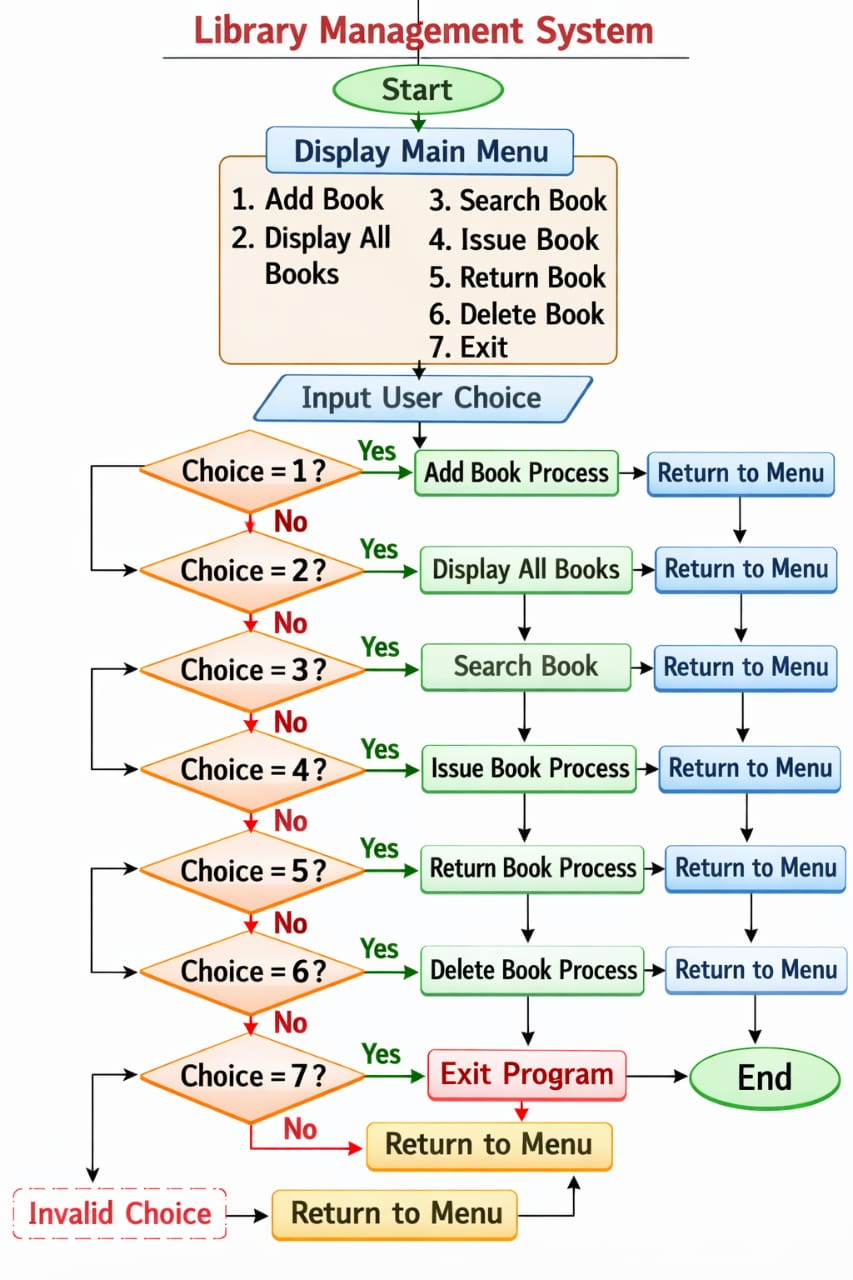 Library Management System
Start
Display Main Menu
1. Add Book
2. Display All
Books
3. Search Book
4. Issue Book
5. Return Book
6. Delete Book
7. Exit
Input User Choice
Choice = 1?
Yes
Add Book Process
Return to Menu
No
Choice = 2?
Yes
Display All Books
Return to Menu
No
Choice = 3?
Yes
Search Book
Return to Menu
No
Choice = 4?
Yes
Issue Book Process
Return to Menu
No
Choice = 5?
Yes
Return Book Process
Return to Menu
No
Choice = 6?
Yes
Delete Book Process
Return to Menu
No
Choice = 7?
Yes
Exit Program
End
No
Return to Menu
Invalid Choice
Return to Menu